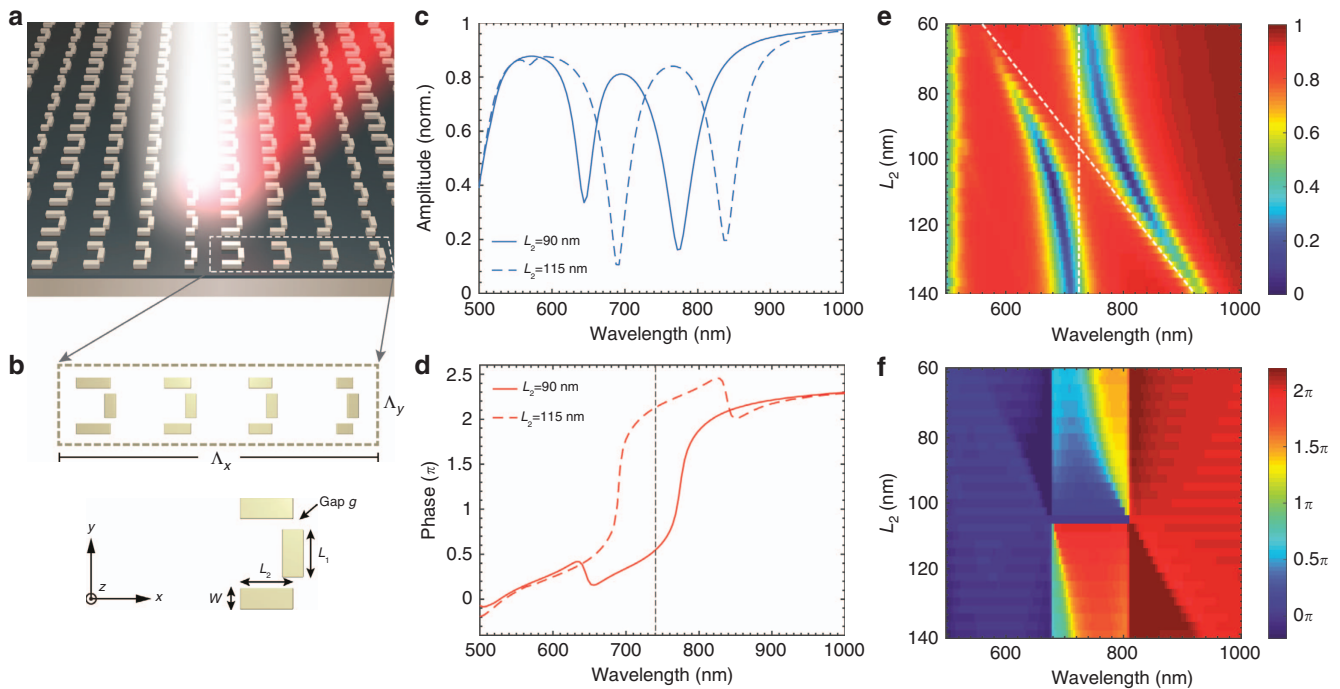 a
b
Λy
Λx
Gap g
y
z
x
L2
L1
W
c
Amplitude (norm.)
1
0.8
0.6
0.4
0.2
0
L2=90 nm
L2=115 nm
500
600
700
800
900
1000
Wavelength (nm)
d
Phase (π)
2.5
2
1.5
1
0.5
0
L2=90 nm
L2=115 nm
500
600
700
800
900
1000
Wavelength (nm)
e
L2 (nm)
60
80
100
120
140
600
800
1000
Wavelength (nm)
1
0.8
0.6
0.4
0.2
0
f
L2 (nm)
60
80
100
120
140
500
600
800
1000
Wavelength (nm)
2π
1.5π
1π
0.5π
0π